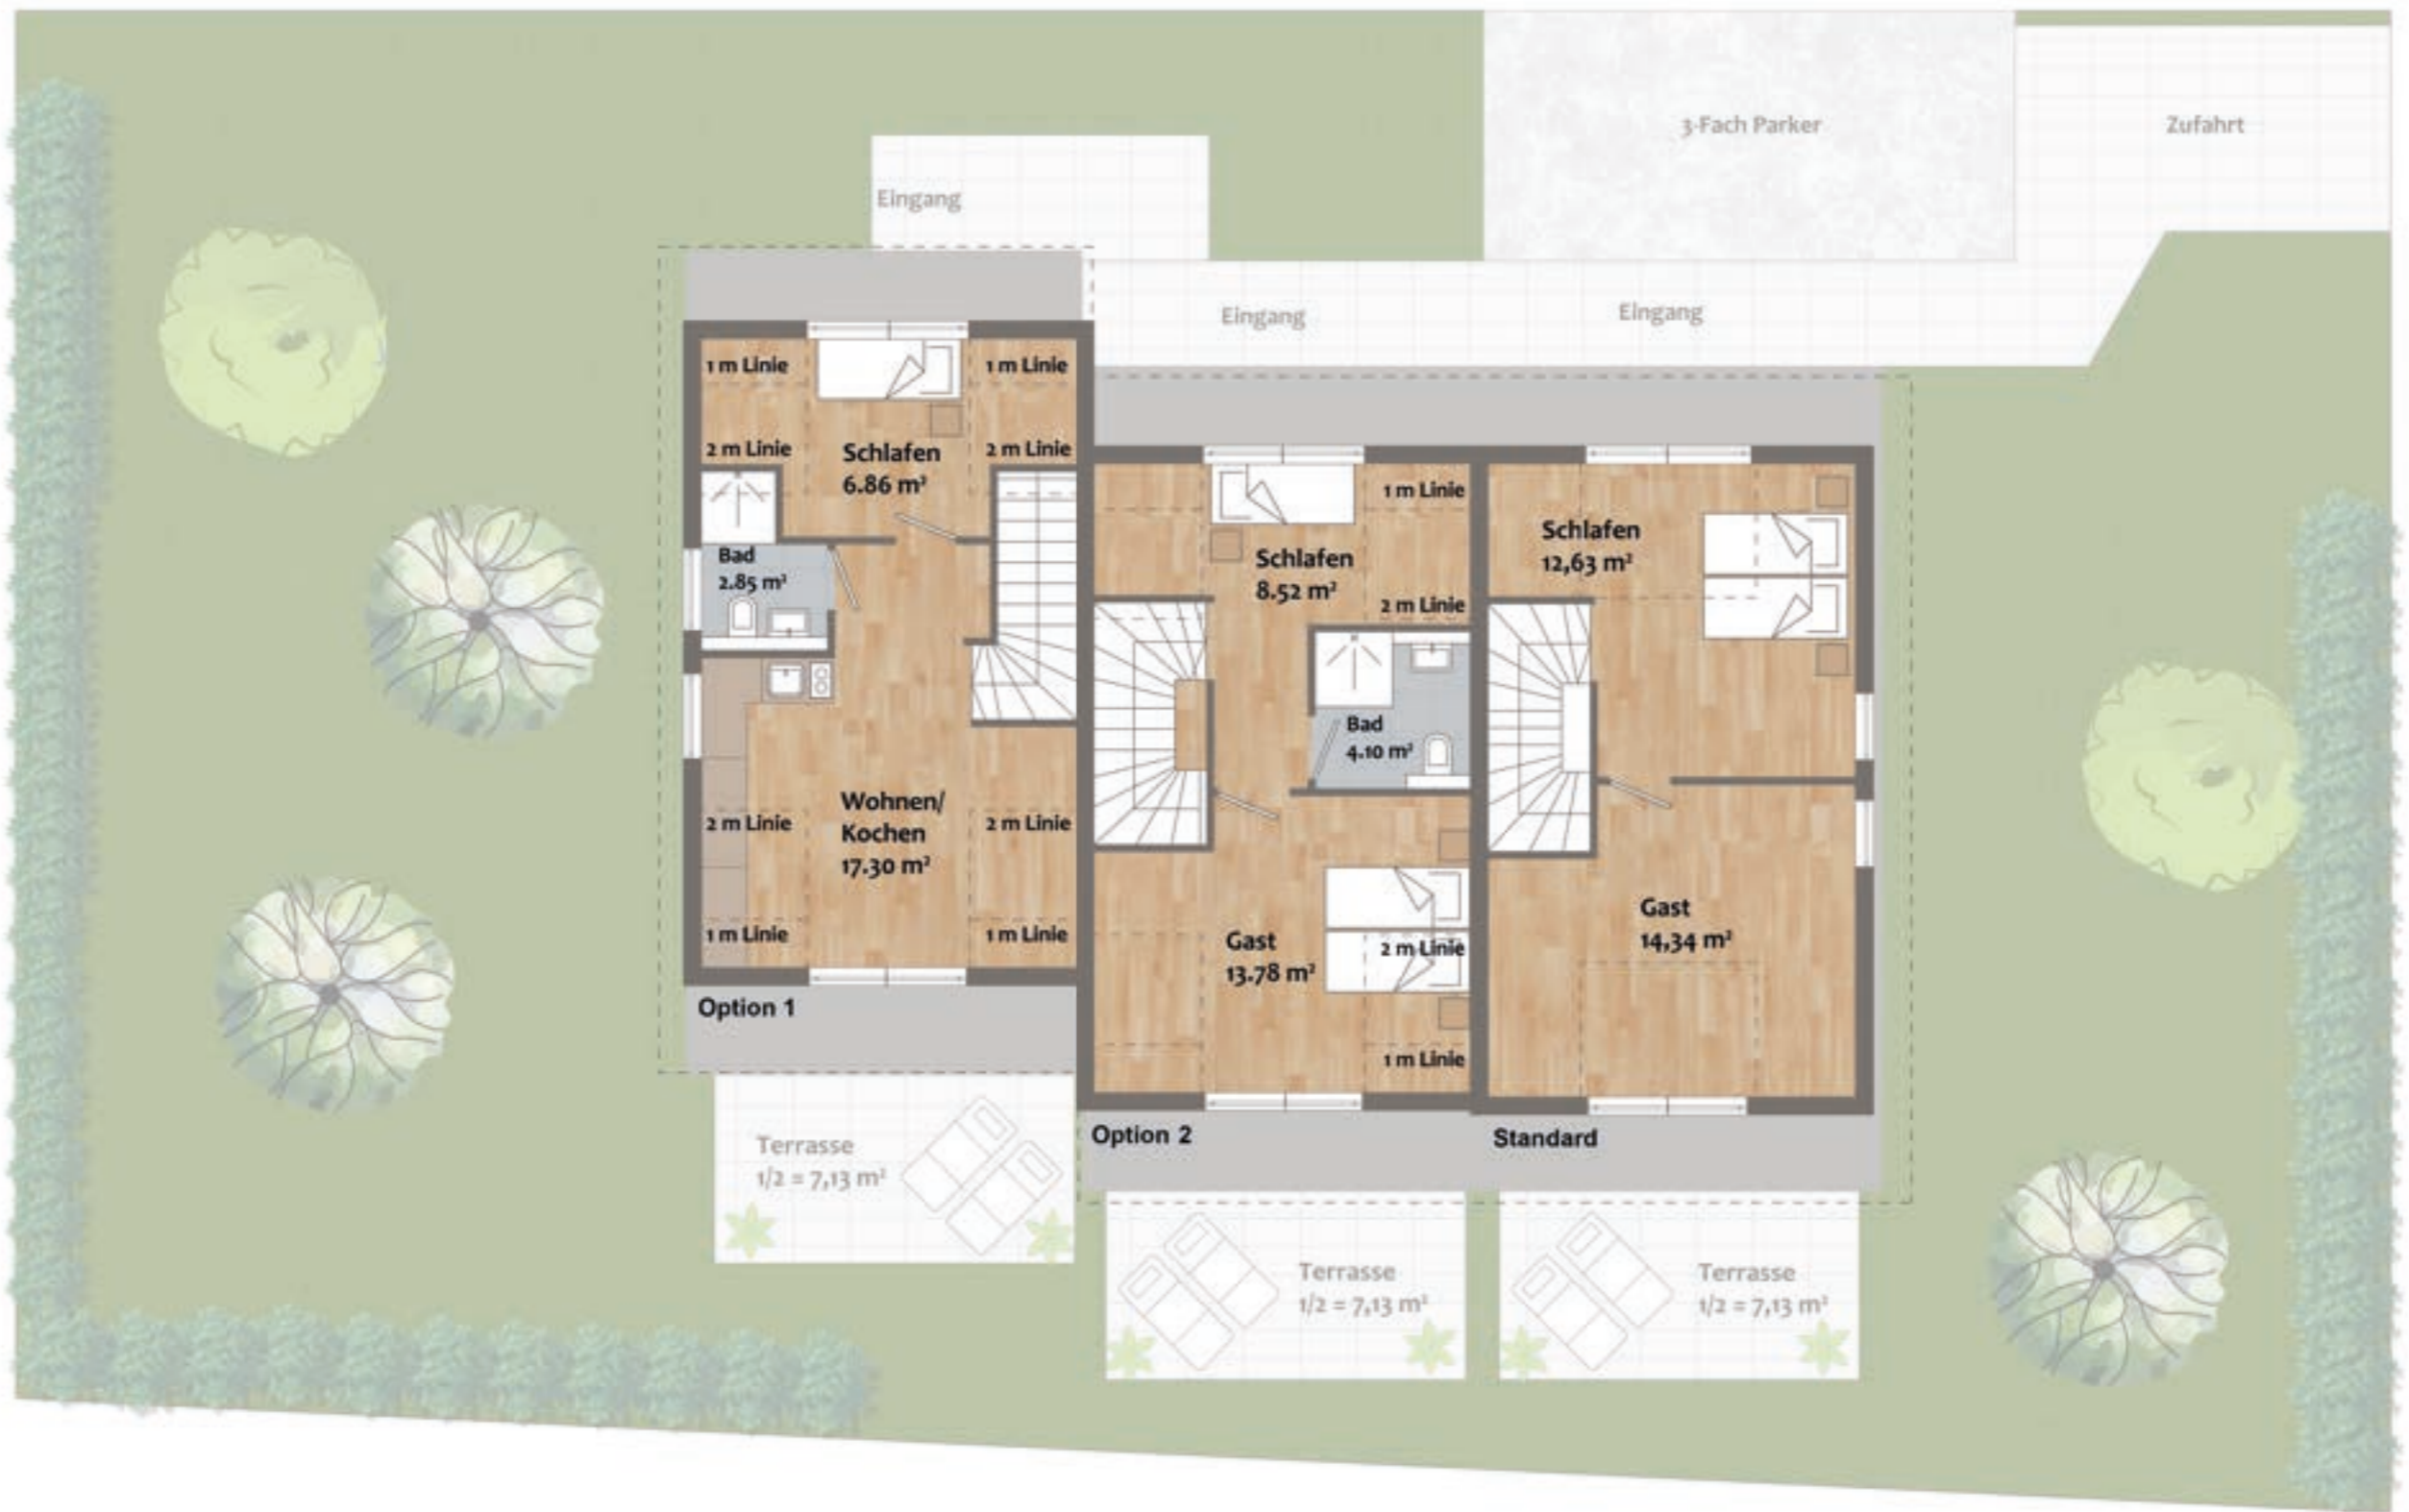 3-Fach Parker
Zufahrt
Eingang
Eingang
Eingang
1 m Linie
1 m Linie
2 m Linie
Schlafen
6.86 m²
2 m Linie
Bad
2.85 m²
Wohnen/
Kochen
17.30 m²
2 m Linie
2 m Linie
1 m Linie
1 m Linie
Option 1
Terrasse
1/2 = 7,13 m²
1 m Linie
Schlafen
8.52 m²
2 m Linie
Bad
4.10 m²
Gast
13.78 m²
2 m Linie
1 m Linie
Option 2
Terrasse
1/2 = 7,13 m²
Schlafen
12,63 m²
Gast
14,34 m²
Standard
Terrasse
1/2 = 7,13 m²